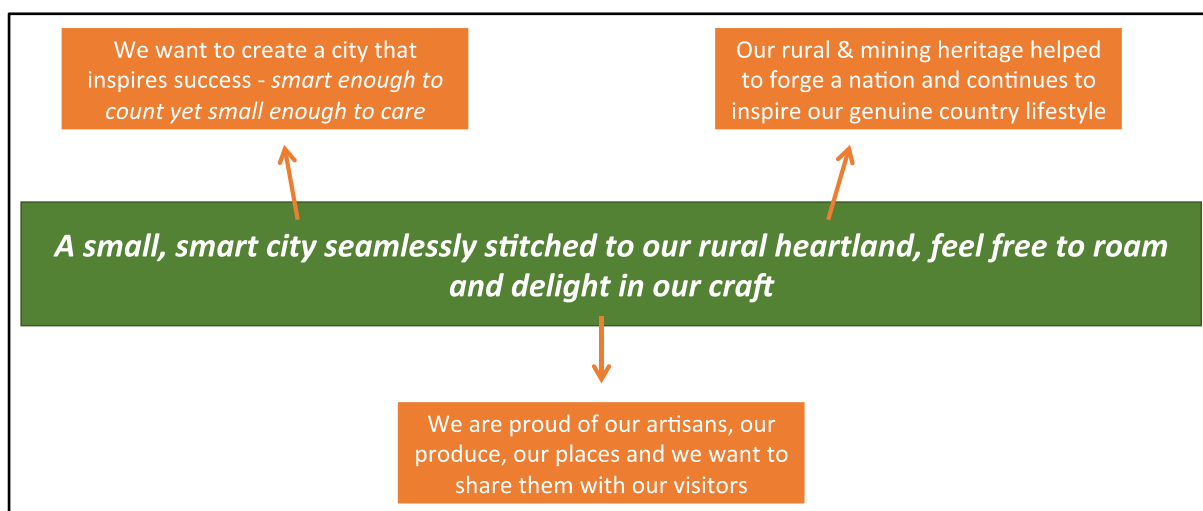 We want to create a city that
inspires success - smart enough to
count yet small enough to care
Our rural & mining heritage helped
to forge a nation and continues to
inspire our genuine country lifestyle
A small, smart city seamlessly stitched to our rural heartland, feel free to roam
and delight in our craft
We are proud of our artisans, our
produce, our places and we want to
share them with our visitors